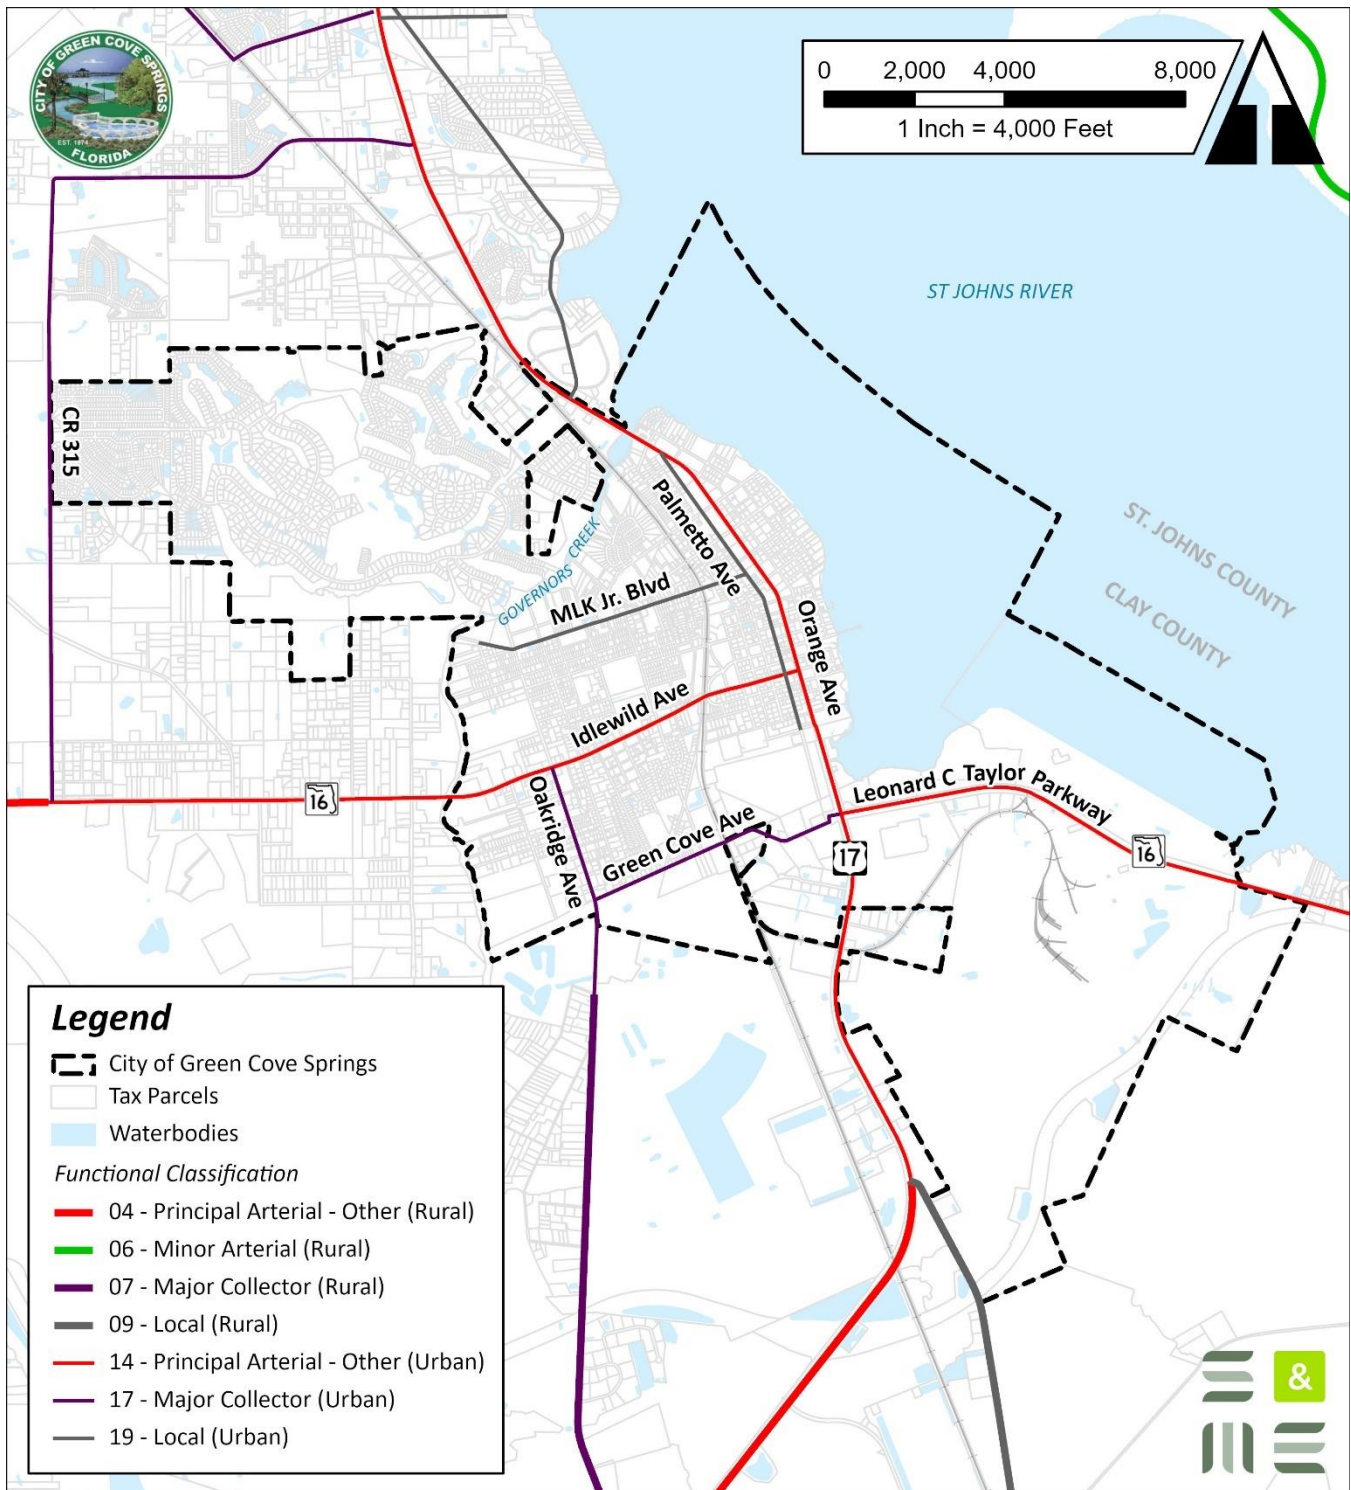 CITY OF GREEN COVE SPRINGS
EST. 1874
FLORIDA
0 2,000 4,000 8,000
1 Inch = 4,000 Feet
ST JOHNS RIVER
CR 315
Palmetto Ave
GOVERNORS CREEK
MLK Jr. Blvd
Orange Ave
ST. JOHNS COUNTY
CLAY COUNTY
Idlewild Ave
16
Oakridge Ave
Green Cove Ave
Leonard C Taylor Parkway
17
16
Legend
City of Green Cove Springs
Tax Parcels
Waterbodies
Functional Classification
04 - Principal Arterial - Other (Rural)
06 - Minor Arterial (Rural)
07 - Major Collector (Rural)
09 - Local (Rural)
14 - Principal Arterial - Other (Urban)
17 - Major Collector (Urban)
19 - Local (Urban)
S&
ME